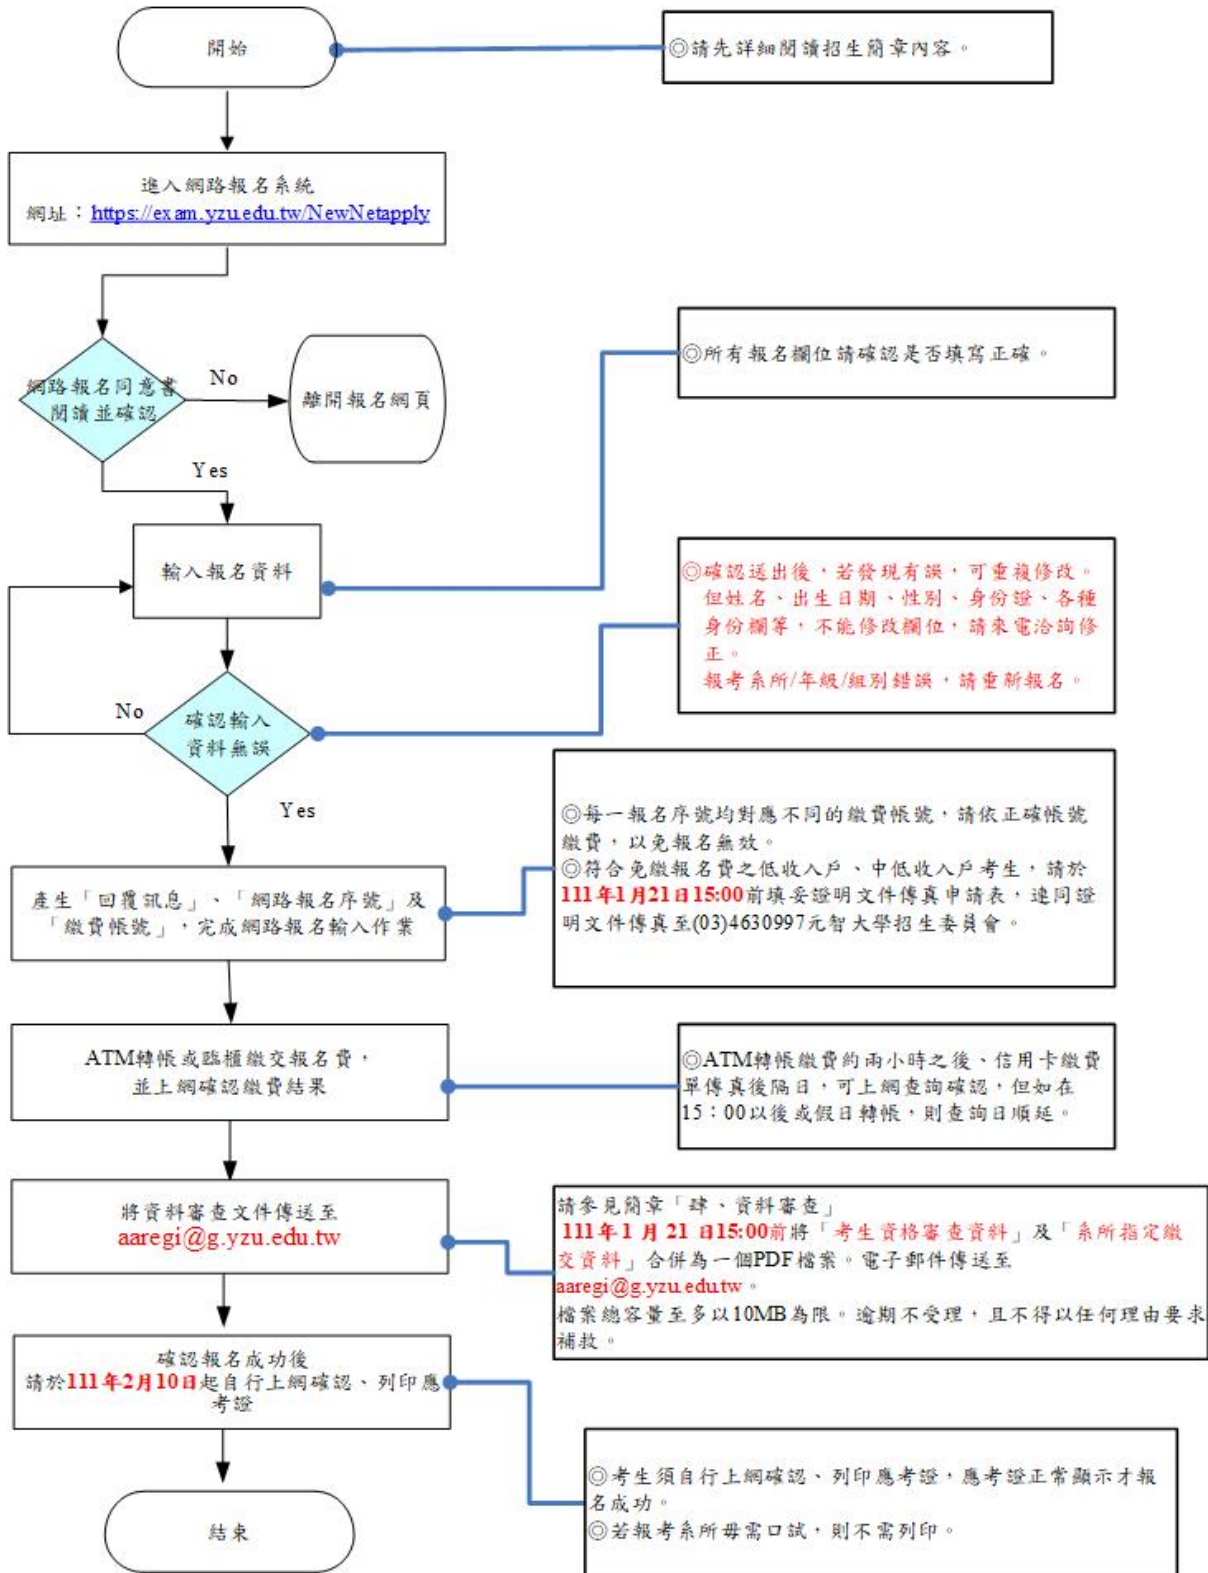 開始
◎請先詳細閱讀招生簡章內容。
進入網路報名系統
網址：https://exam.yzu.edu.tw/NewNetapply
網路報名同意書
閱讀並確認
No
離開報名網頁
◎所有報名欄位請確認是否填寫正確。
Yes
輸入報名資料
◎確認送出後，若發現有誤，可重複修改。
但姓名、出生日期、性別、身份證、各種
身份欄等，不能修改欄位，請來電洽詢修
正。
報考系所/年級/組別錯誤，請重新報名。
No
確認輸入
資料無誤
Yes
◎每一報名序號均對應不同的繳費帳號，請依正確帳號
繳費，以免報名無效。
◎符合免繳報名費之低收入戶、中低收入戶考生，請於
111年1月21日15:00前填妥證明文件傳真申請表，連同證
明文件傳真至(03)4630997元智大學招生委員會。
產生「回覆訊息」、「網路報名序號」及
「繳費帳號」，完成網路報名輸入作業
ATM轉帳或臨櫃繳交報名費，
並上網確認繳費結果
◎ATM轉帳繳費約兩小時之後、信用卡繳費
單傳真後隔日，可上網查詢確認，但如在
15：00以後或假日轉帳，則查詢日順延。
將資料審查文件傳送至
aaregi@g.yzu.edu.tw
請參見簡章「肆、資料審查」
111年1 月 21 日15:00前將「考生資格審查資料」及「系所指定繳
交資料」合併為一個PDF檔案。電子郵件傳送至
aaregi@g.yzu.edu.tw。
檔案總容量至多以10MB為限。逾期不受理，且不得以任何理由要求
補救。
確認報名成功後
請於111年2月10日起自行上網確認、列印應
考證
◎考生須自行上網確認、列印應考證，應考證正常顯示才報
名成功。
◎若報考系所毋需口試，則不需列印。
結束